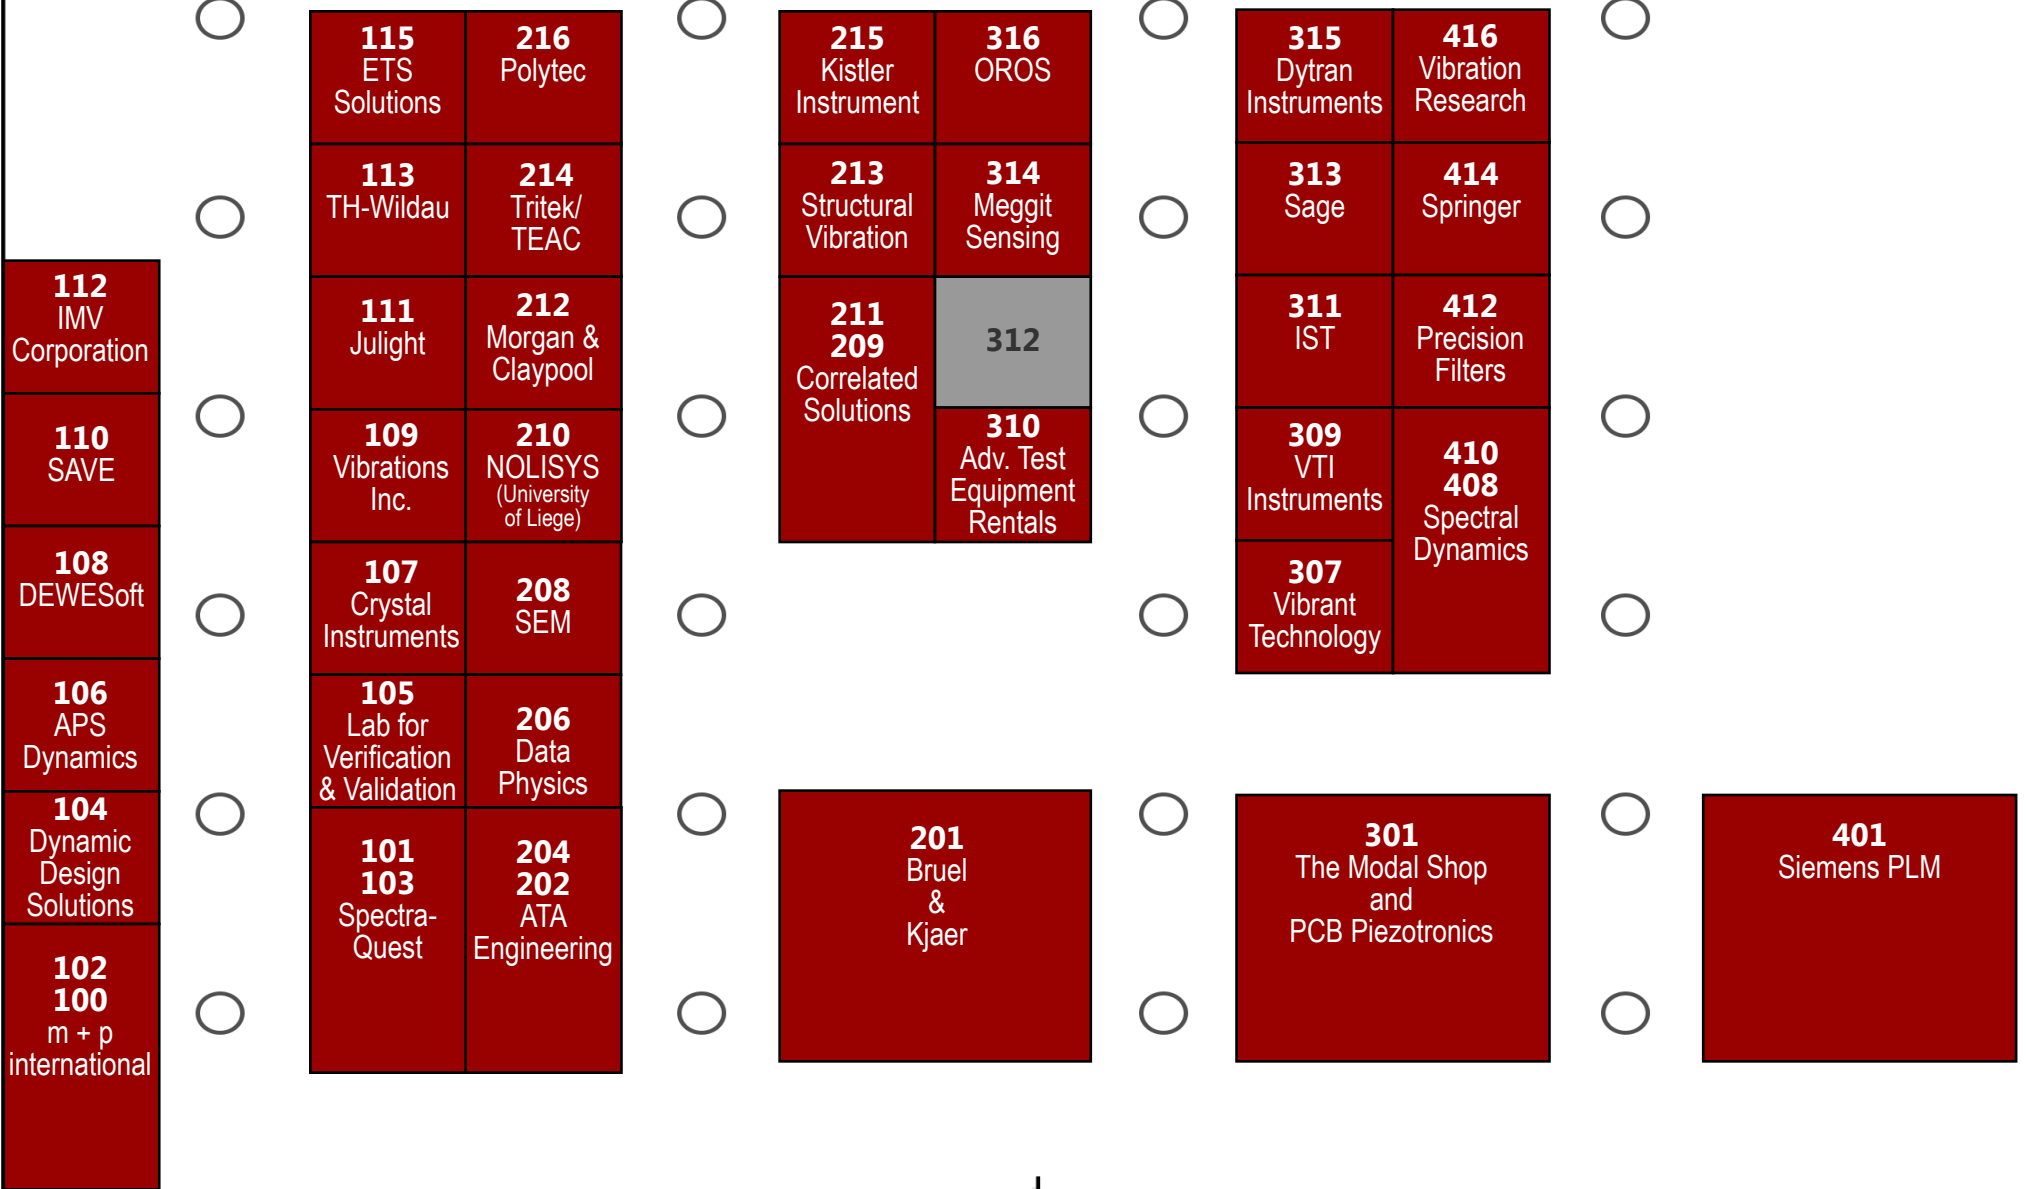 112
IMV
Corporation
110
SAVE
108
DEWESoft
106
APS
Dynamics
104
Dynamic
Design
Solutions
102
100
m + p
international
115
ETS
Solutions
216
Polytec
113
TH-Wildau
214
Tritek/
TEAC
111
Julight
212
Morgan &
Claypool
109
Vibrations
Inc.
210
NOLISYS
(University
of Liege)
107
Crystal
Instruments
208
SEM
105
Lab for
Verification
& Validation
206
Data
Physics
101
103
Spectra-
Quest
204
202
ATA
Engineering
215
Kistler
Instrument
316
OROS
213
Structural
Vibration
314
Meggit
Sensing
211
209
Correlated
Solutions
312
310
Adv. Test
Equipment
Rentals
201
Bruel
&
Kjaer
315
Dytran
Instruments
416
Vibration
Research
313
Sage
414
Springer
311
IST
412
Precision
Filters
309
VTI
Instruments
410
408
Spectral
Dynamics
307
Vibrant
Technology
301
The Modal Shop
and
PCB Piezotronics
401
Siemens PLM